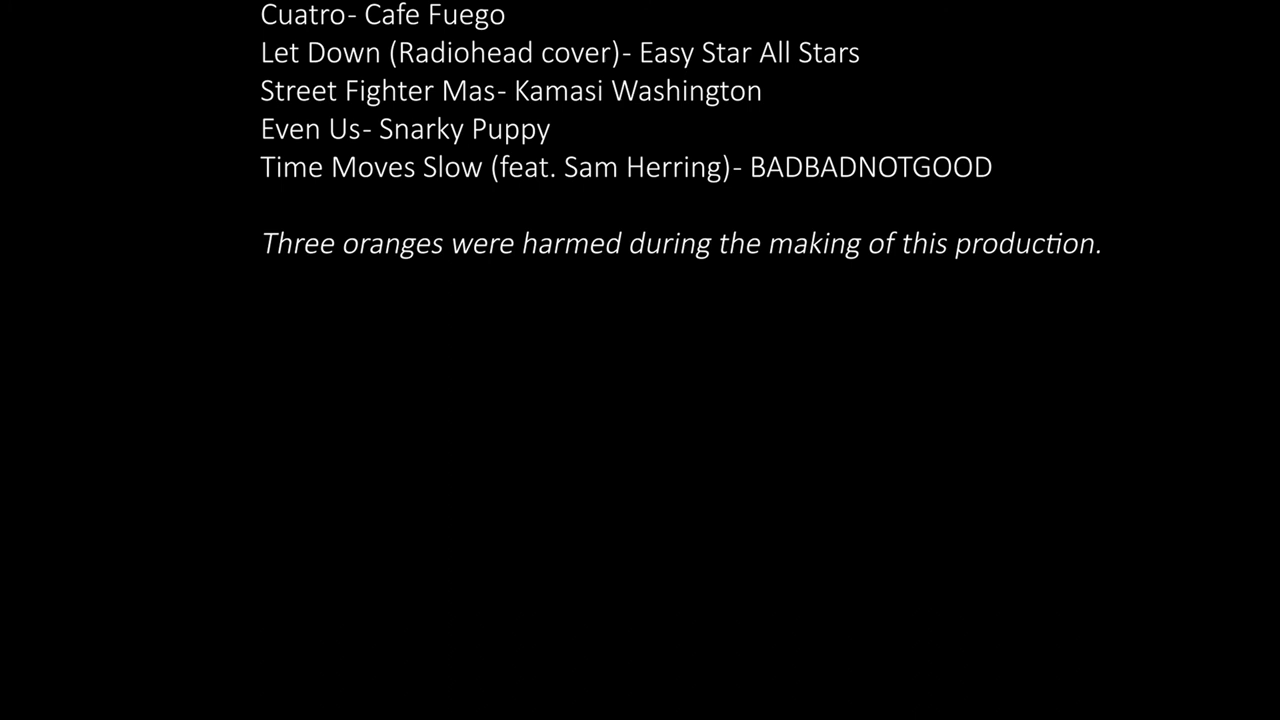 Cuatro- Cafe Fuego
Let Down (Radiohead cover)- Easy Star All Stars
Street Fighter Mas- Kamasi Washington
Even Us- Snarky Puppy
Time Moves Slow (feat. Sam Herring)- BADBADNOTGOOD
Three oranges were harmed during the making of this production.